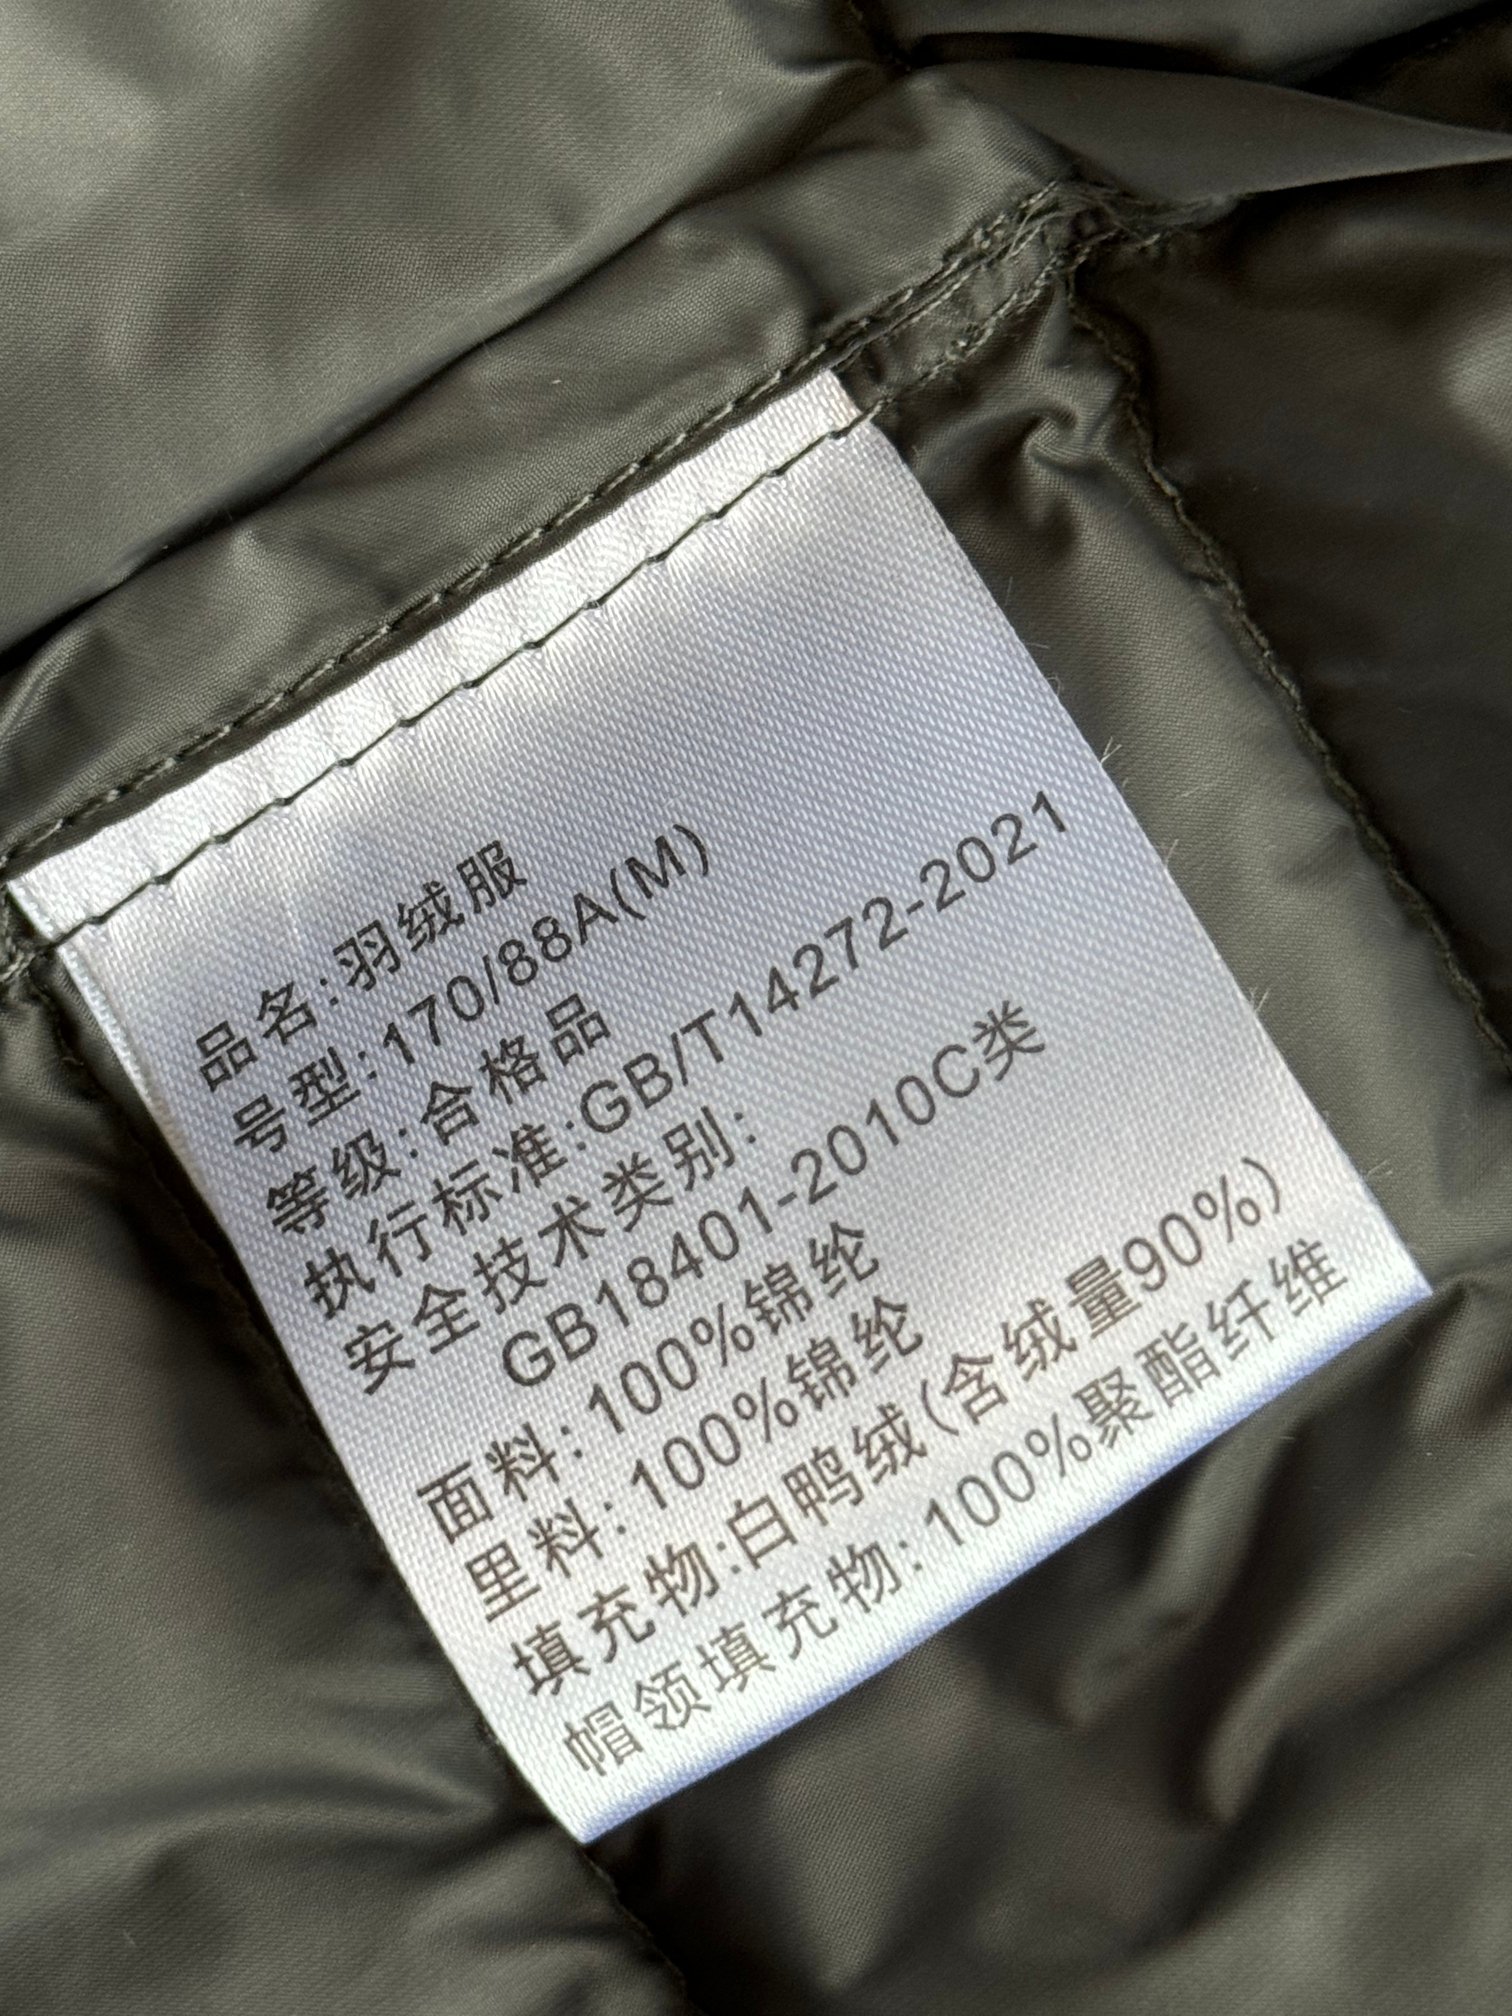 品名:羽绒服
号型:170/88A(M)
等级:合格品
执行标准:GB/T14272-2021
安全技术类别:
GB18401-2010C类
面料:100%锦纶
里料:100%锦纶
填充物:白鸭绒(含绒量90%)
帽领填充物:100%聚酯纤维